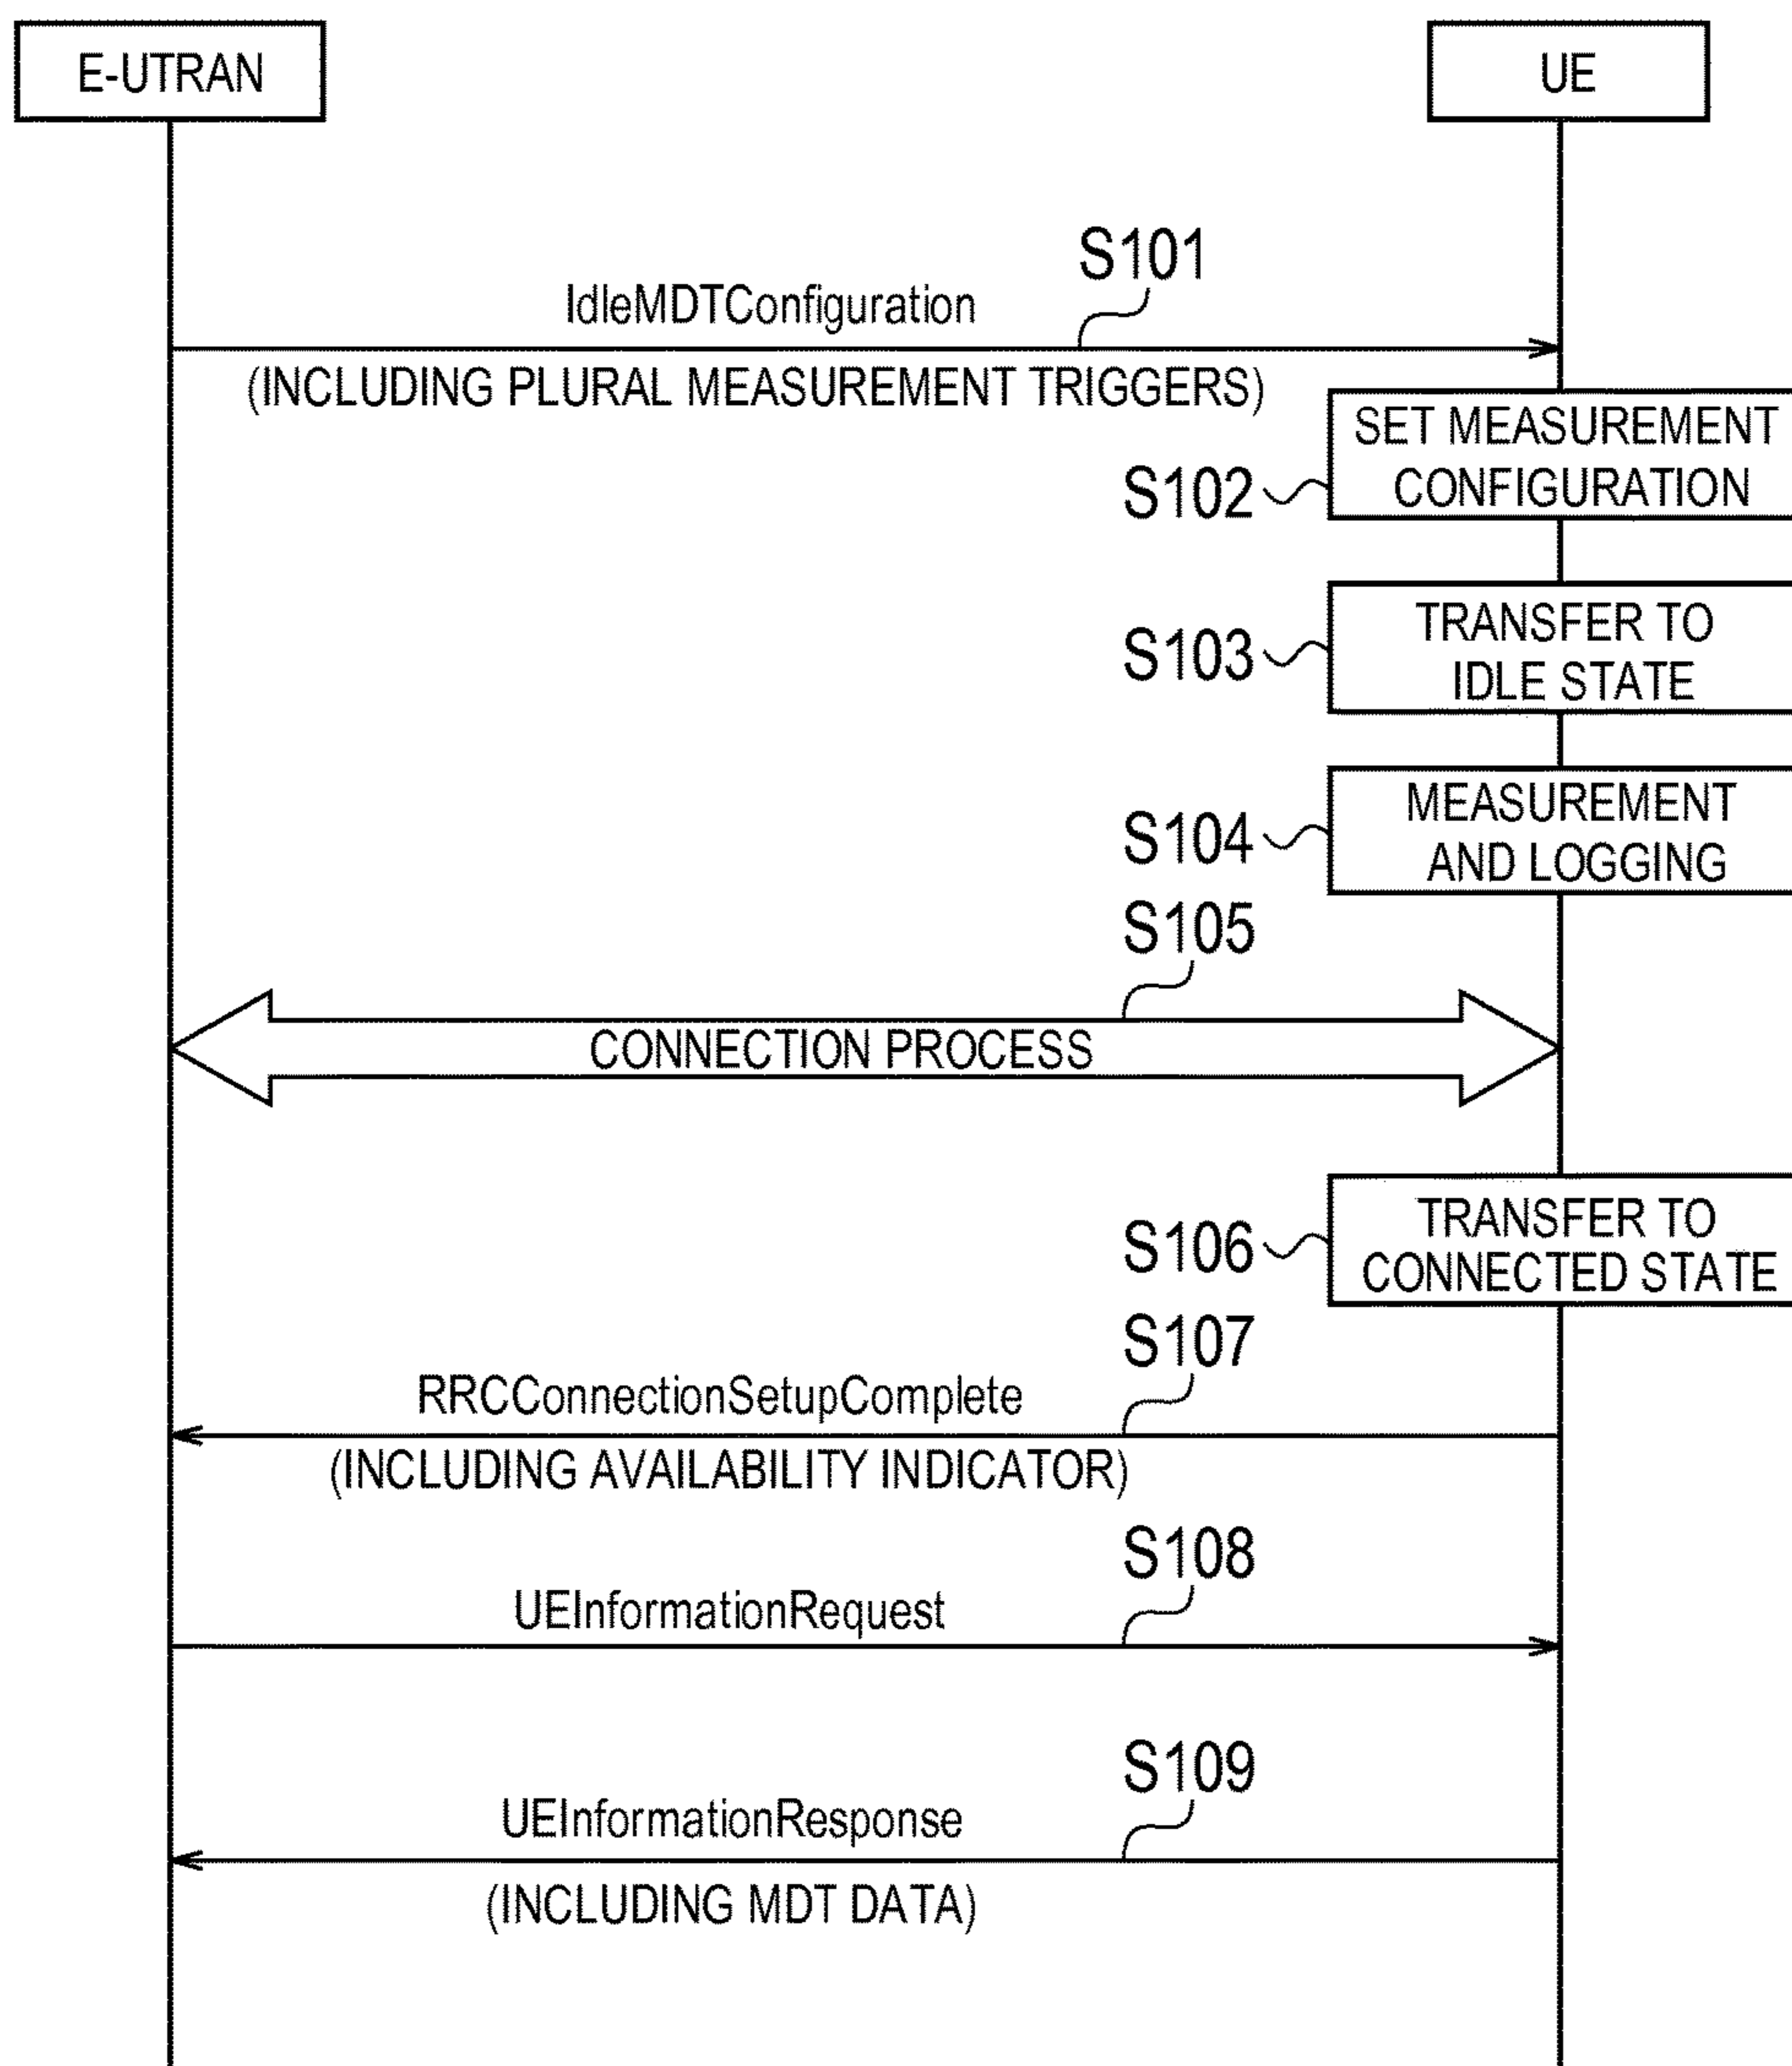 E-UTRAN
UE
S101
IdleMDTConfiguration
(INCLUDING PLURAL MEASUREMENT TRIGGERS)
SET MEASUREMENT
CONFIGURATION
S102
TRANSFER TO
IDLE STATE
S103
MEASUREMENT
AND LOGGING
S104
S105
CONNECTION PROCESS
TRANSFER TO
CONNECTED STATE
S106
S107
RRCConnectionSetupComplete
(INCLUDING AVAILABILITY INDICATOR)
S108
UEInformationRequest
S109
UEInformationResponse
(INCLUDING MDT DATA)